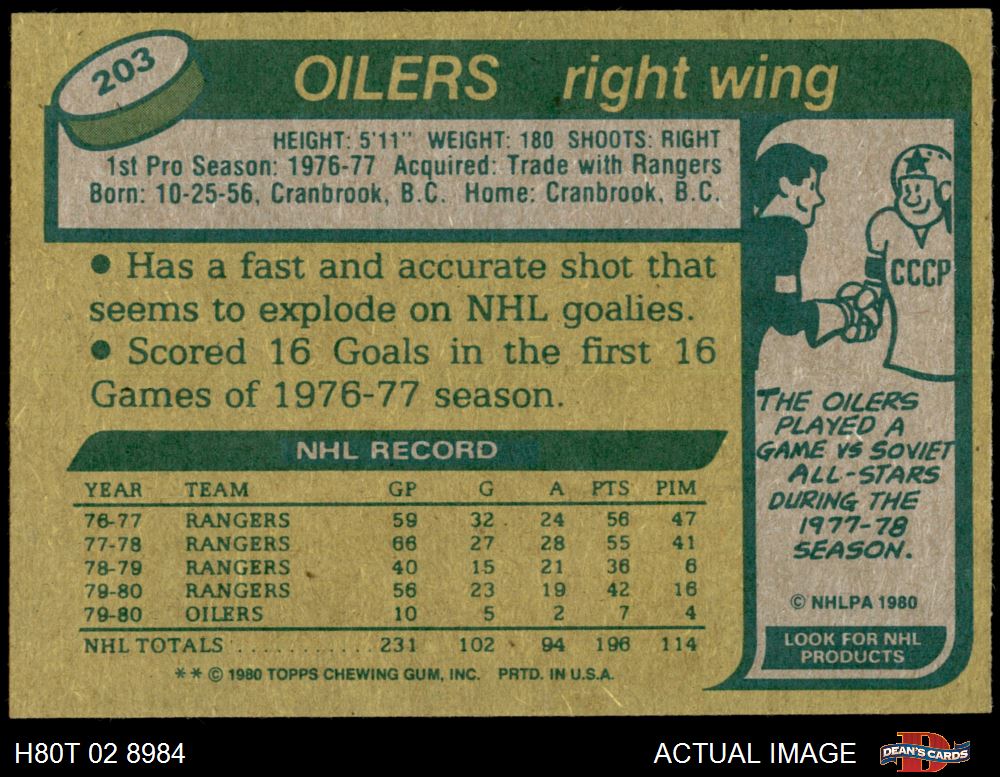 203
OILERS right wing
HEIGHT: 5'11" WEIGHT: 180 SHOOTS: RIGHT
1st Pro Season: 1976-77 Acquired: Trade with Rangers
Born: 10-25-56, Cranbrook, B.C. Home: Cranbrook, B.C.
● Has a fast and accurate shot that
seems to explode on NHL goalies.
● Scored 16 Goals in the first 16
Games of 1976-77 season.
NHL RECORD
YEAR TEAM GP G A PTS PIM
76-77 RANGERS 59 32 24 56 47
77-78 RANGERS 66 27 28 55 41
78-79 RANGERS 40 15 21 36 6
79-80 RANGERS 56 23 19 42 16
79-80 OILERS 10 5 2 7 4
NHL TOTALS . . . . . . . . . . . 231 102 94 196 114
** © 1980 TOPPS CHEWING GUM, INC. PRTD. IN U.S.A.
CCCP
THE OILERS
PLAYED A
GAME VS SOVIET
ALL-STARS
DURING THE
1977-78
SEASON.
© NHLPA 1980
LOOK FOR NHL
PRODUCTS
H80T 02 8984
ACTUAL IMAGE
D
DEAN'S CARDS